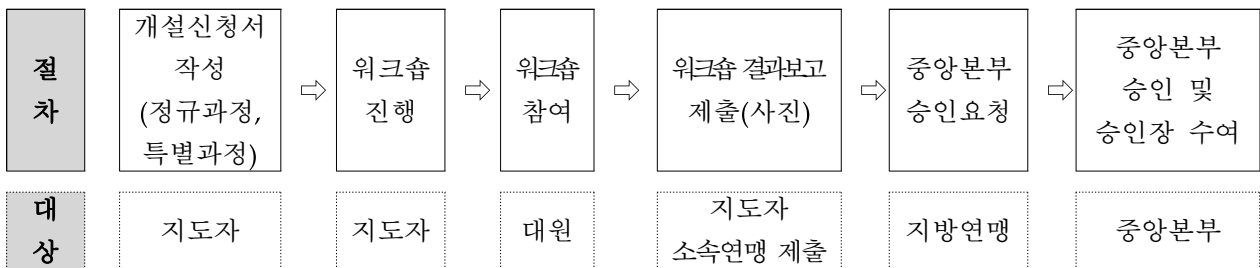 절
차
개설신청서
작성
(정규과정,
특별과정)
⇨
워크숍
진행
⇨
워크숍
참여
⇨
워크숍 결과보고
제출(사진)
⇨
중앙본부
승인요청
⇨
중앙본부
승인 및
승인장 수여
대
상
지도자
지도자
대원
지도자
소속연맹 제출
지방연맹
중앙본부